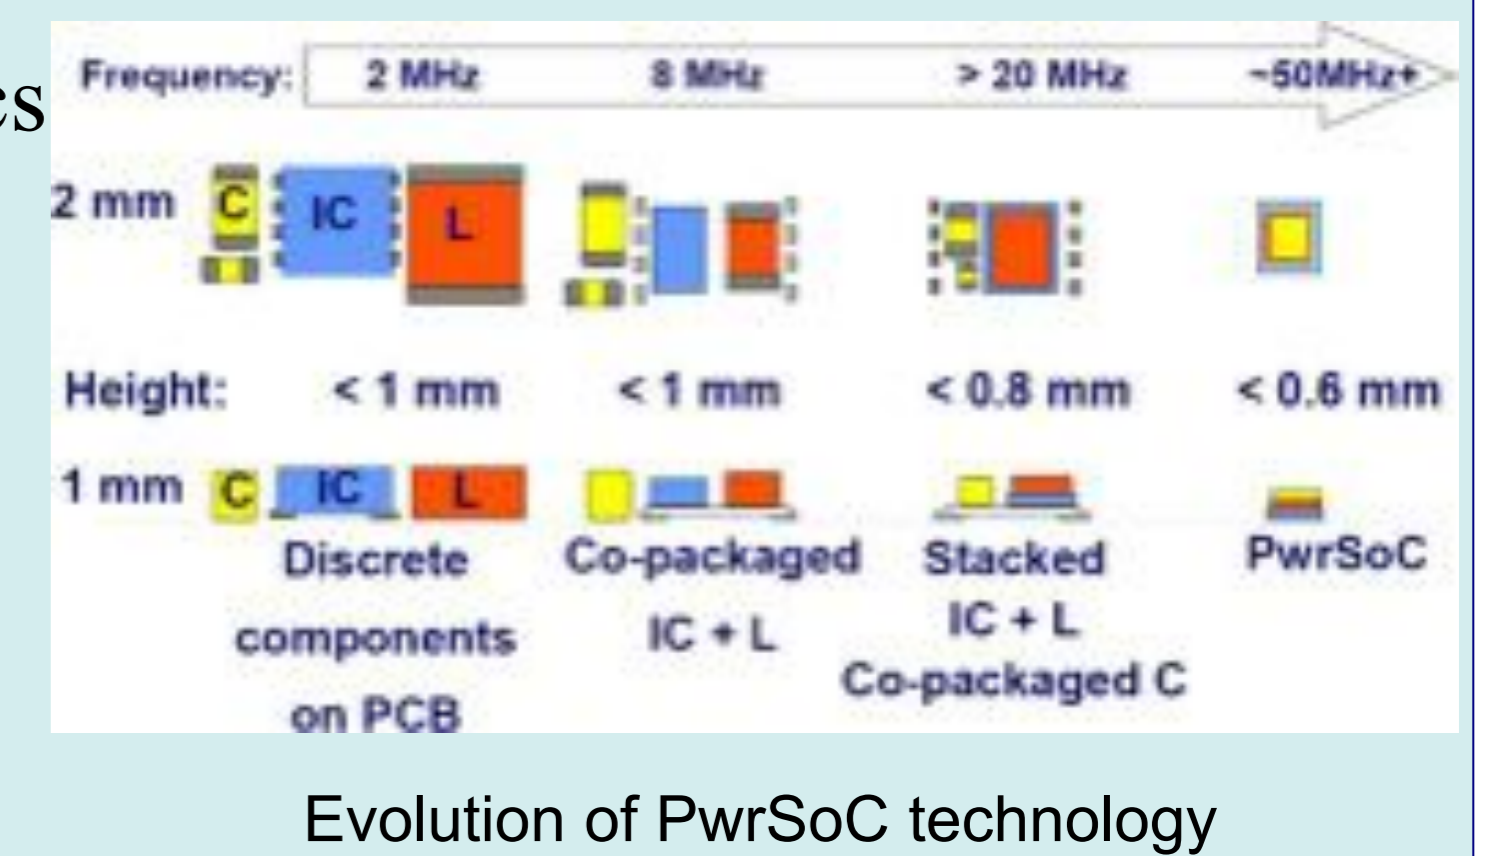 cs
Frequency: 2 MHz 8 MHz > 20 MHz ~50MHz+
2 mm C IC L
Height: < 1 mm < 1 mm < 0.8 mm < 0.6 mm
1 mm C IC L
Discrete Co-packaged Stacked PwrSoC
components IC + L IC + L
on PCB Co-packaged C
Evolution of PwrSoC technology